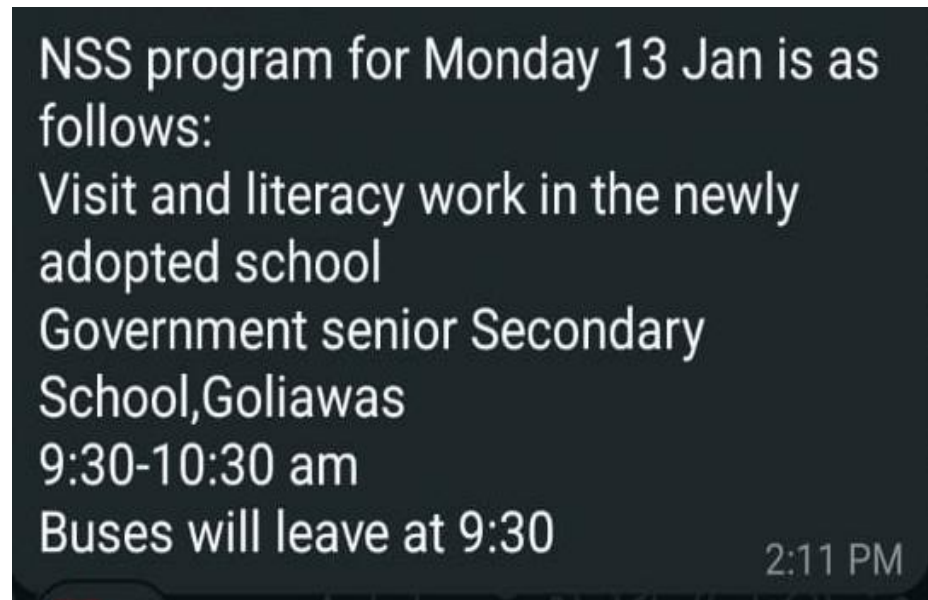 NSS program for Monday 13 Jan is as
follows:
Visit and literacy work in the newly
adopted school
Government senior Secondary
School,Goliawas
9:30-10:30 am
Buses will leave at 9:30
2:11 PM